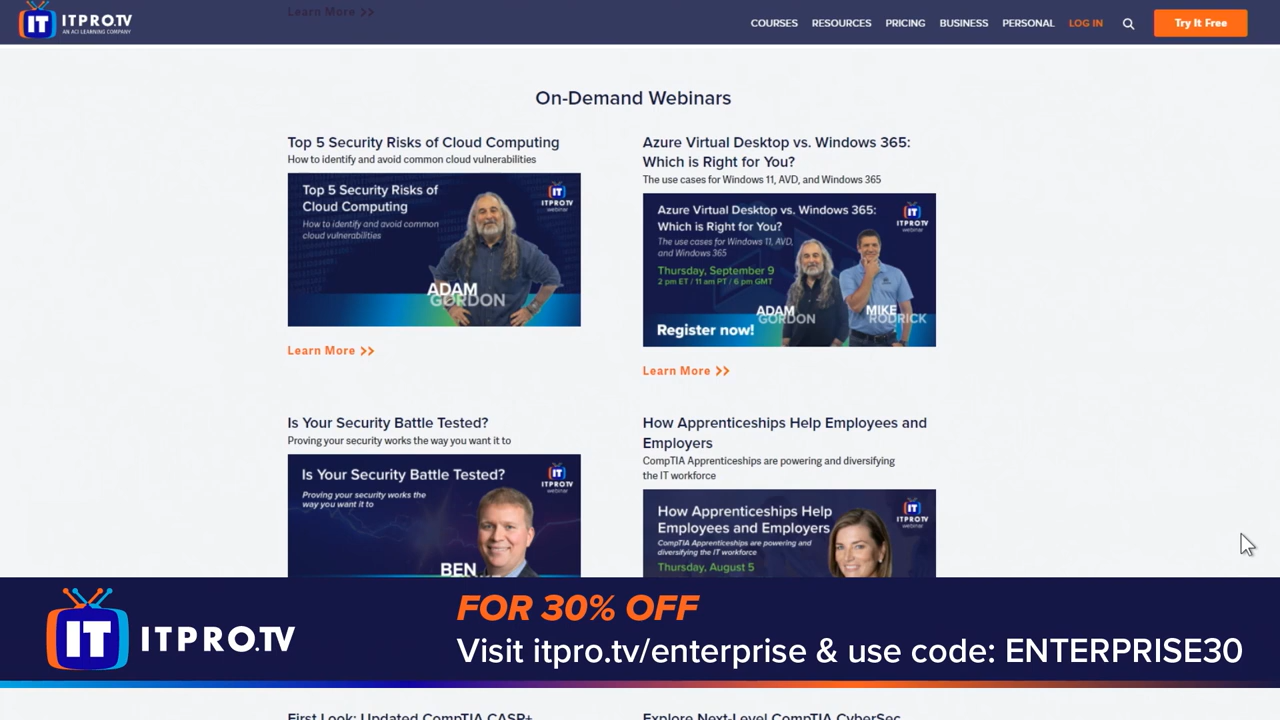 Learn More >>
IT
ITPRO.TV
AN ACI LEARNING COMPANY
COURSES
RESOURCES
PRICING
BUSINESS
PERSONAL
LOG IN
Try It Free
On-Demand Webinars
Top 5 Security Risks of Cloud Computing
How to identify and avoid common cloud vulnerabilities
Top 5 Security Risks of
Cloud Computing
How to identify and avoid common
cloud vulnerabilities
IT
ITPRO.TV
webinar
ADAM
GORDON
Learn More >>
Azure Virtual Desktop vs. Windows 365:
Which is Right for You?
The use cases for Windows 11, AVD, and Windows 365
Azure Virtual Desktop vs. Windows 365:
Which is Right for You?
The use cases for Windows 11, AVD,
and Windows 365
Thursday, September 9
2 pm ET / 11 am PT / 6 pm GMT
Register now!
IT
ITPRO.TV
webinar
ADAM
GORDON
MIKE
RODRICK
Learn More >>
Is Your Security Battle Tested?
Proving your security works the way you want it to
Is Your Security Battle Tested?
Proving your security works the
way you want it to
IT
ITPRO.TV
webinar
BEN
How Apprenticeships Help Employees and
Employers
CompTIA Apprenticeships are powering and diversifying
the IT workforce
How Apprenticeships Help
Employees and Employers
CompTIA Apprenticeships are powering and
diversifying the IT workforce
Thursday, August 5
IT
ITPRO.TV
webinar
IT
ITPRO.TV
FOR 30% OFF
Visit itpro.tv/enterprise & use code: ENTERPRISE30
First Look: Updated CompTIA CASP+
Explore Next-Level CompTIA CyberSec